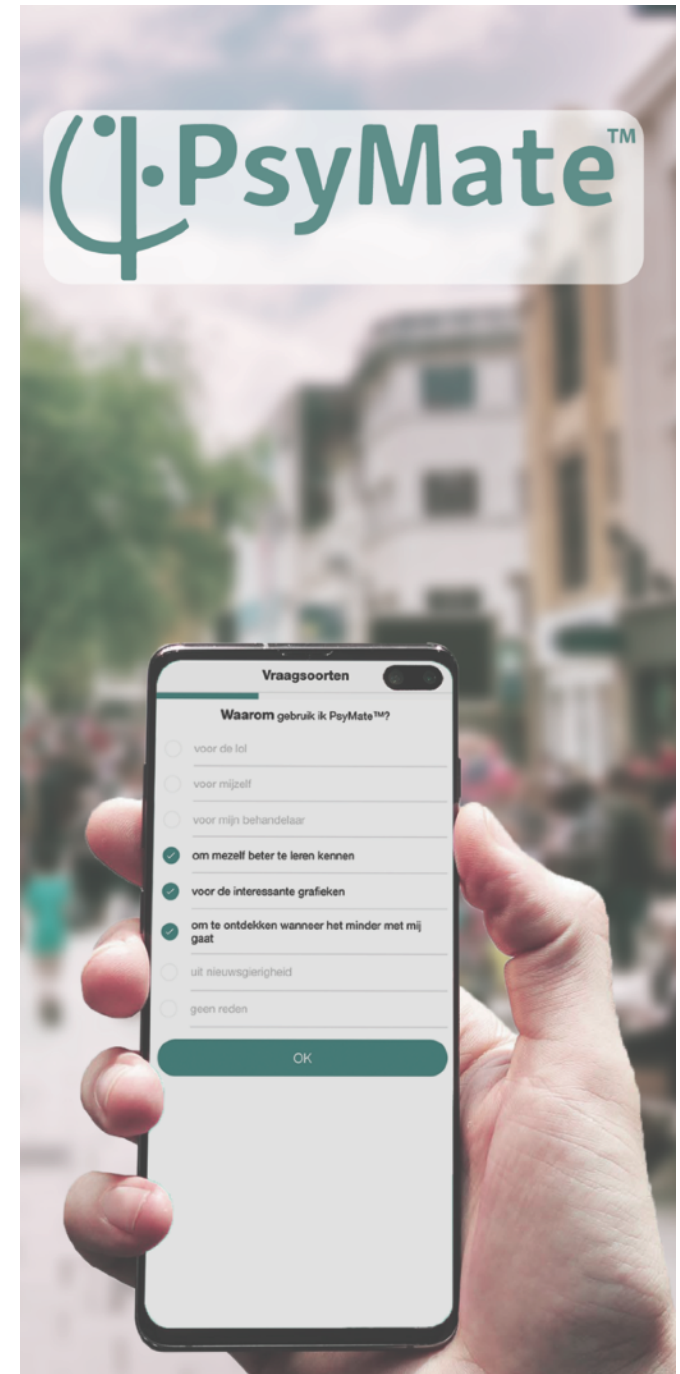 PsyMate™
Vraagsoorten
Waarom gebruik ik PsyMate™?
voor de lol
voor mijzelf
voor mijn behandelaar
om mezelf beter te leren kennen
voor de interessante grafieken
om te ontdekken wanneer het minder met mij
gaat
uit nieuwsgierigheid
geen reden
OK